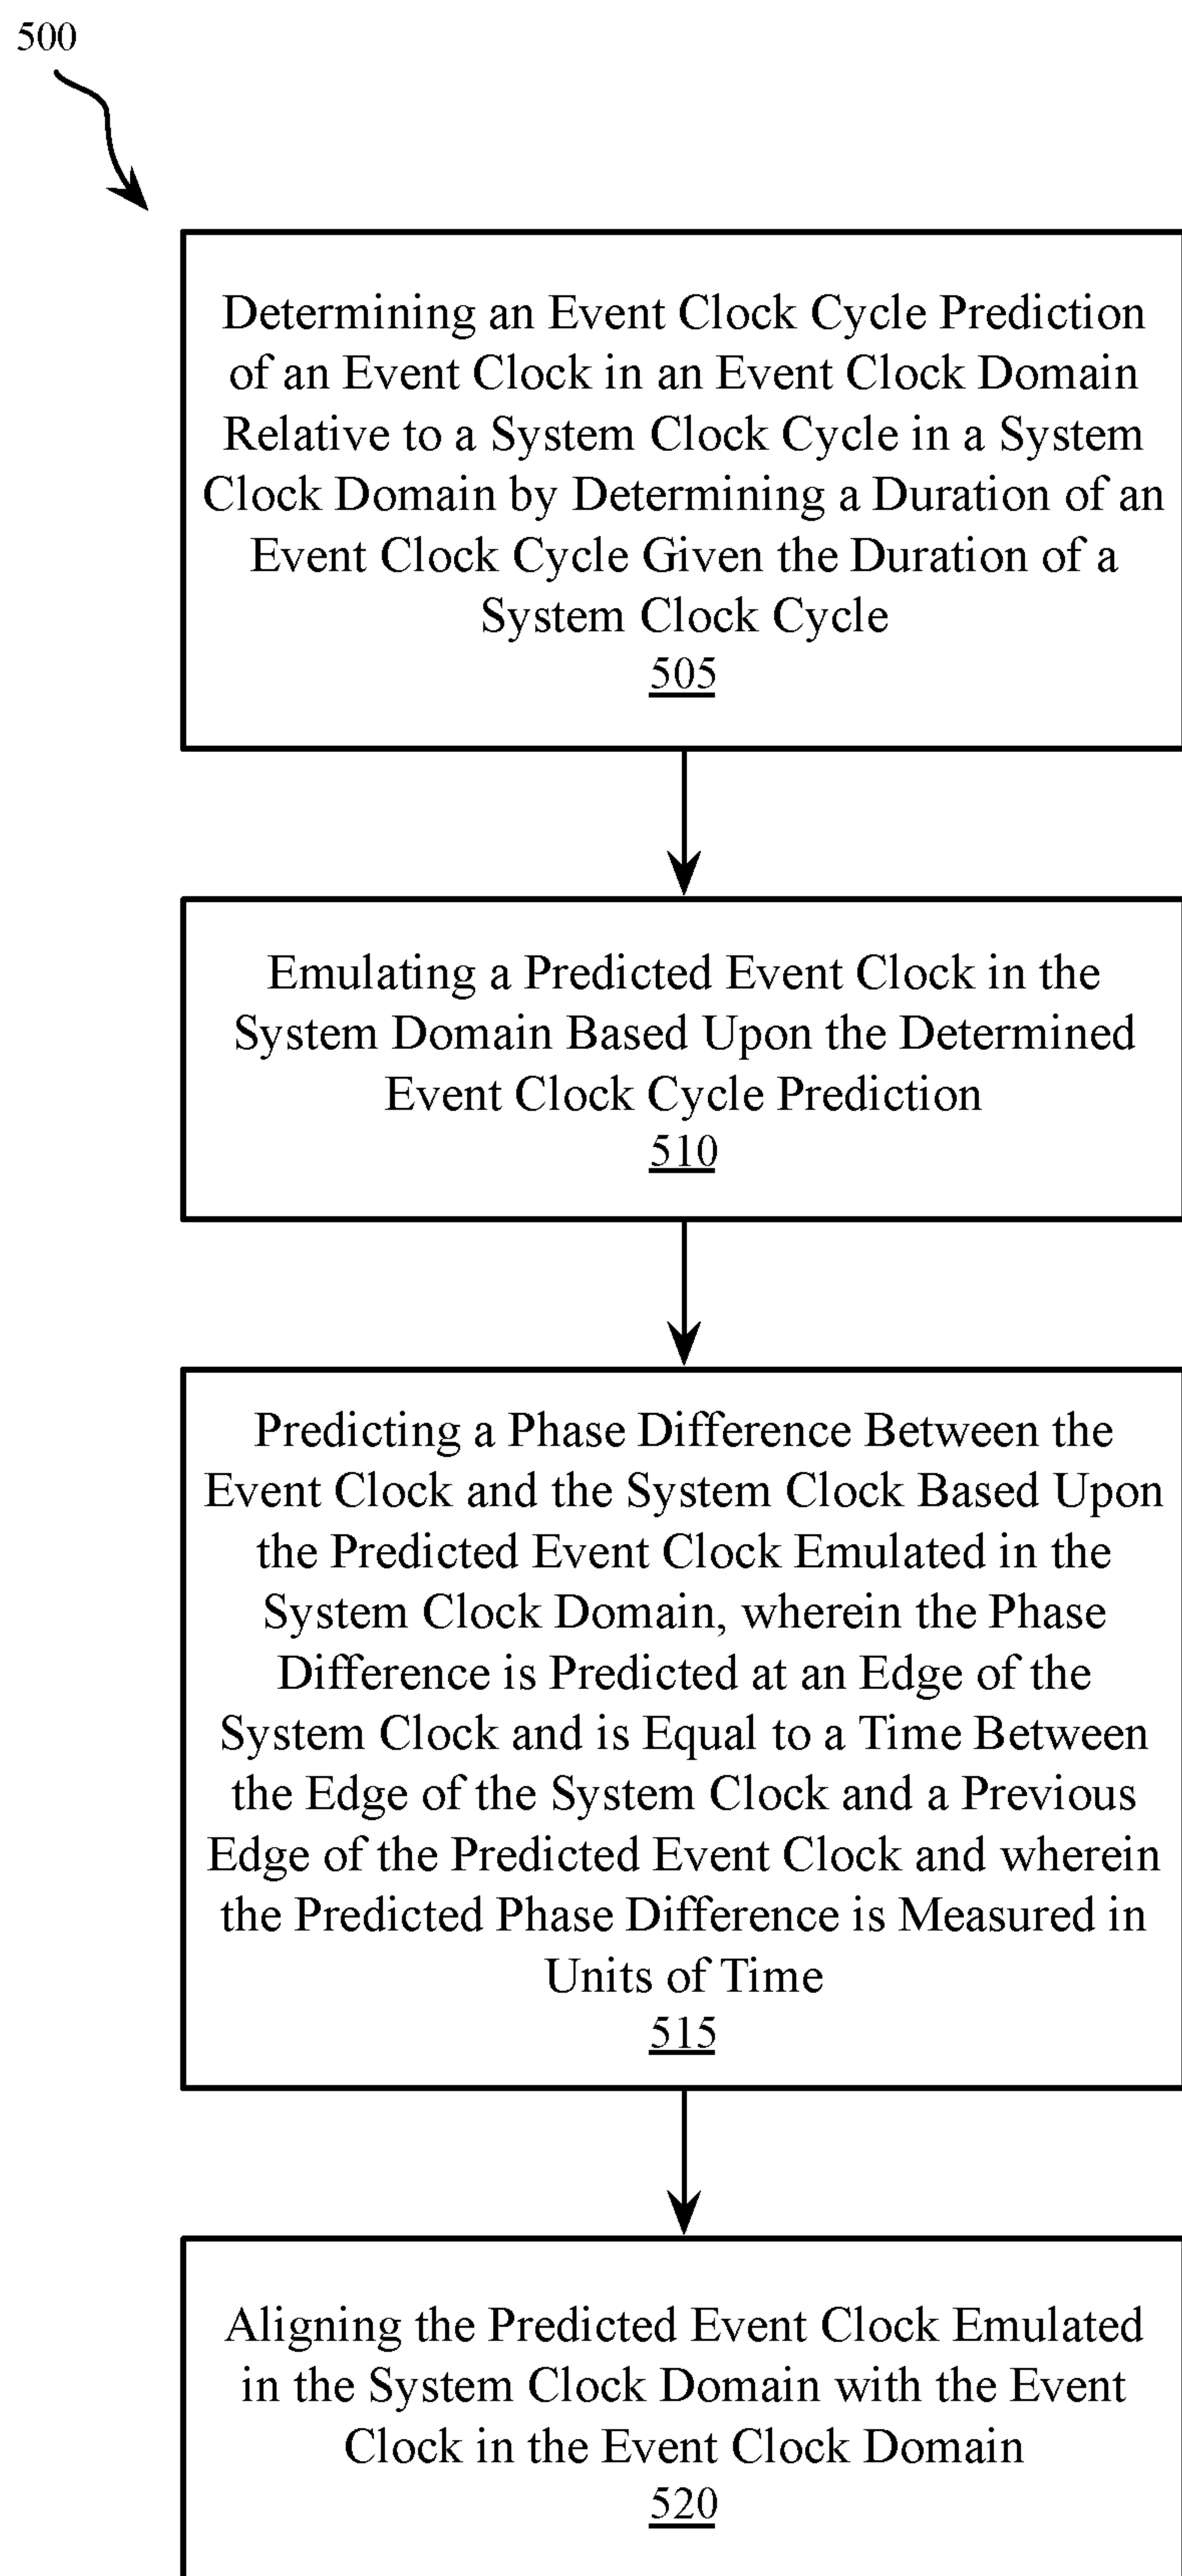 500
Determining an Event Clock Cycle Prediction
of an Event Clock in an Event Clock Domain
Relative to a System Clock Cycle in a System
Clock Domain by Determining a Duration of an
Event Clock Cycle Given the Duration of a
System Clock Cycle
505
Emulating a Predicted Event Clock in the
System Domain Based Upon the Determined
Event Clock Cycle Prediction
510
Predicting a Phase Difference Between the
Event Clock and the System Clock Based Upon
the Predicted Event Clock Emulated in the
System Clock Domain, wherein the Phase
Difference is Predicted at an Edge of the
System Clock and is Equal to a Time Between
the Edge of the System Clock and a Previous
Edge of the Predicted Event Clock and wherein
the Predicted Phase Difference is Measured in
Units of Time
515
Aligning the Predicted Event Clock Emulated
in the System Clock Domain with the Event
Clock in the Event Clock Domain
520